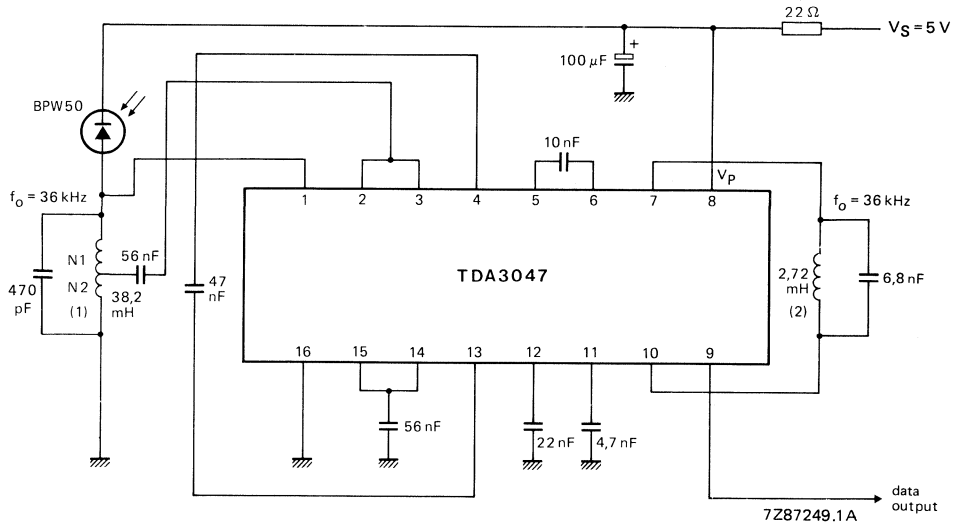 22 Ω
V_S = 5 V
+
100 µF
BPW50
10 nF
1 2 3 4 5 6 7 8
V_P
f_o = 36 kHz
f_o = 36 kHz
N1
56 nF
TDA3047
470
pF
N2
(1)
38,2
mH
47
nF
2,72
mH
(2)
6,8 nF
16 15 14 13 12 11 10 9
56 nF
22 nF
4,7 nF
data
output
7Z87249.1A